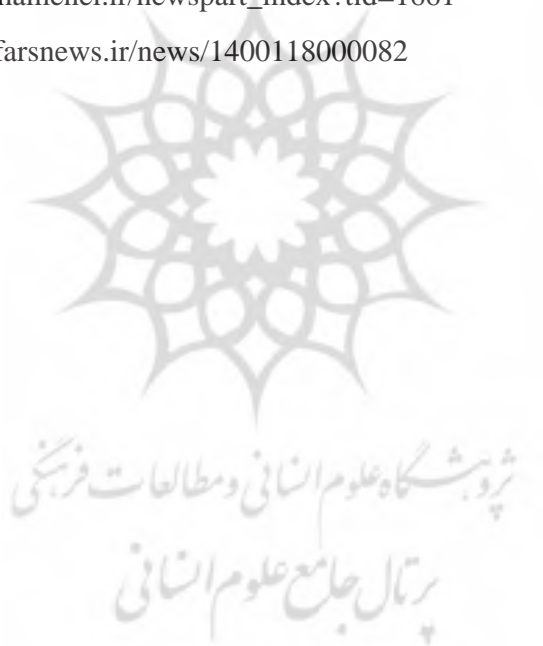 farsnews.ir/news/1400118000082
پژوهشگاه علوم انسانی و مطالعات فرهنگی
پرتال جامع علوم انسانی